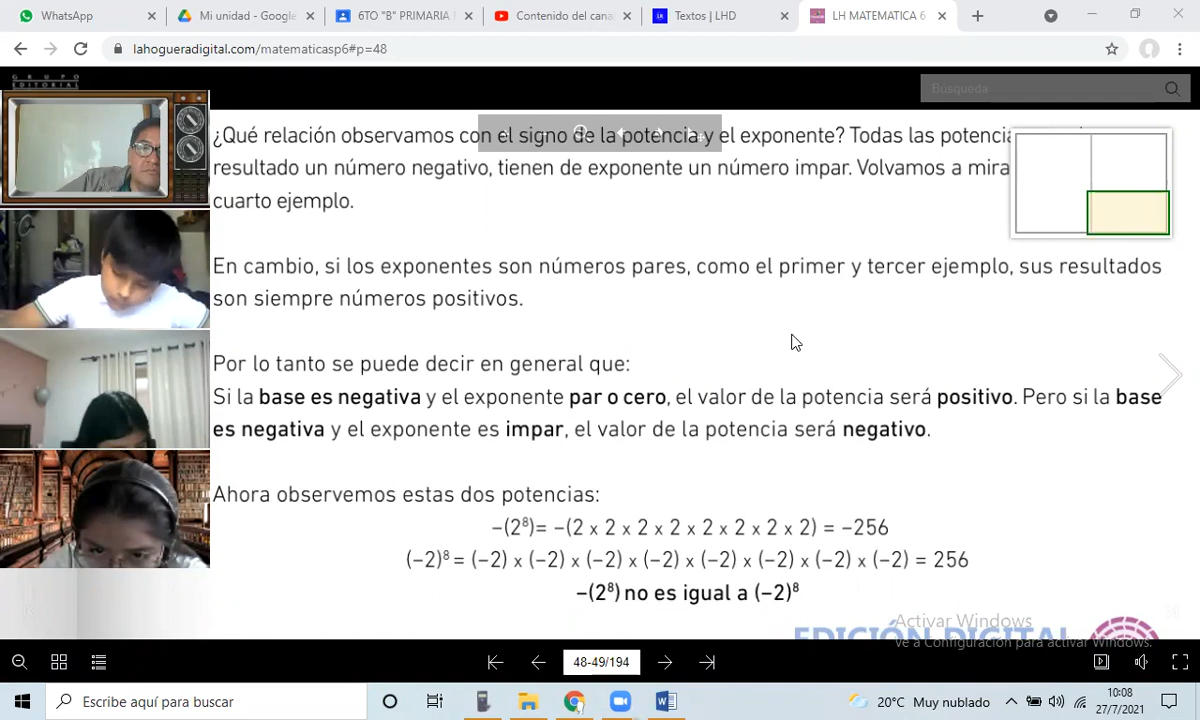 WhatsApp
Mi unidad - Google
6TO "B" PRIMARIA
Contenido del cana
LR Textos | LHD
LH MATEMATICA 6
lahogueradigital.com/matematicasp6#p=48
GRUPO
EDITORIAL
Búsqueda
¿Qué relación observamos con el signo de la potencia y el exponente? Todas las potencia
resultado un número negativo, tienen de exponente un número impar. Volvamos a mira
cuarto ejemplo.
En cambio, si los exponentes son números pares, como el primer y tercer ejemplo, sus resultados
son siempre números positivos.
Por lo tanto se puede decir en general que:
Si la base es negativa y el exponente par o cero, el valor de la potencia será positivo. Pero si la base
es negativa y el exponente es impar, el valor de la potencia será negativo.
Ahora observemos estas dos potencias:
−(2⁸)= −(2 x 2 x 2 x 2 x 2 x 2 x 2 x 2) = −256
(−2)⁸ = (−2) x (−2) x (−2) x (−2) x (−2) x (−2) x (−2) x (−2) = 256
−(2⁸) no es igual a (−2)⁸
EDICIÓN DIGITAL
Activar Windows
Ve a Configuración para activar Windows.
48-49/194
Escribe aquí para buscar
20°C Muy nublado
10:08
27/7/2021